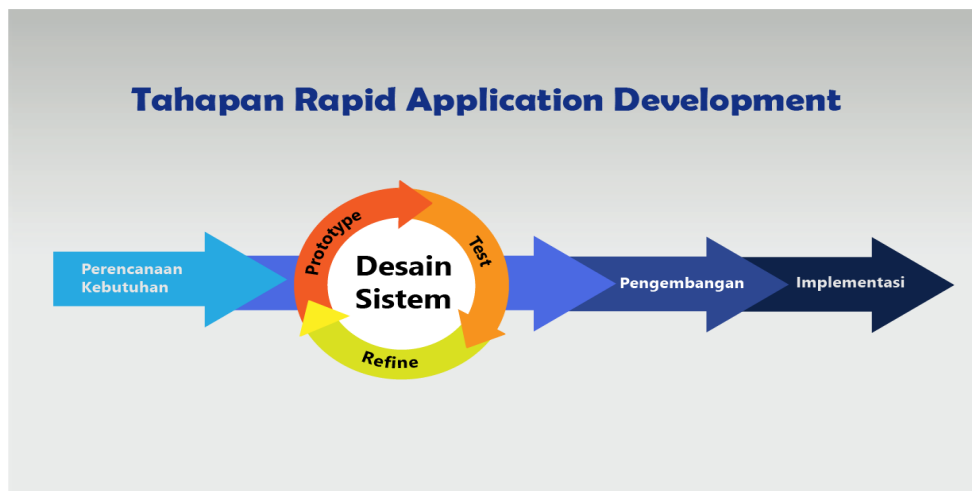 Tahapan Rapid Application Development
Perencanaan
Kebutuhan
Prototype
Test
Refine
Desain
Sistem
Pengembangan
Implementasi